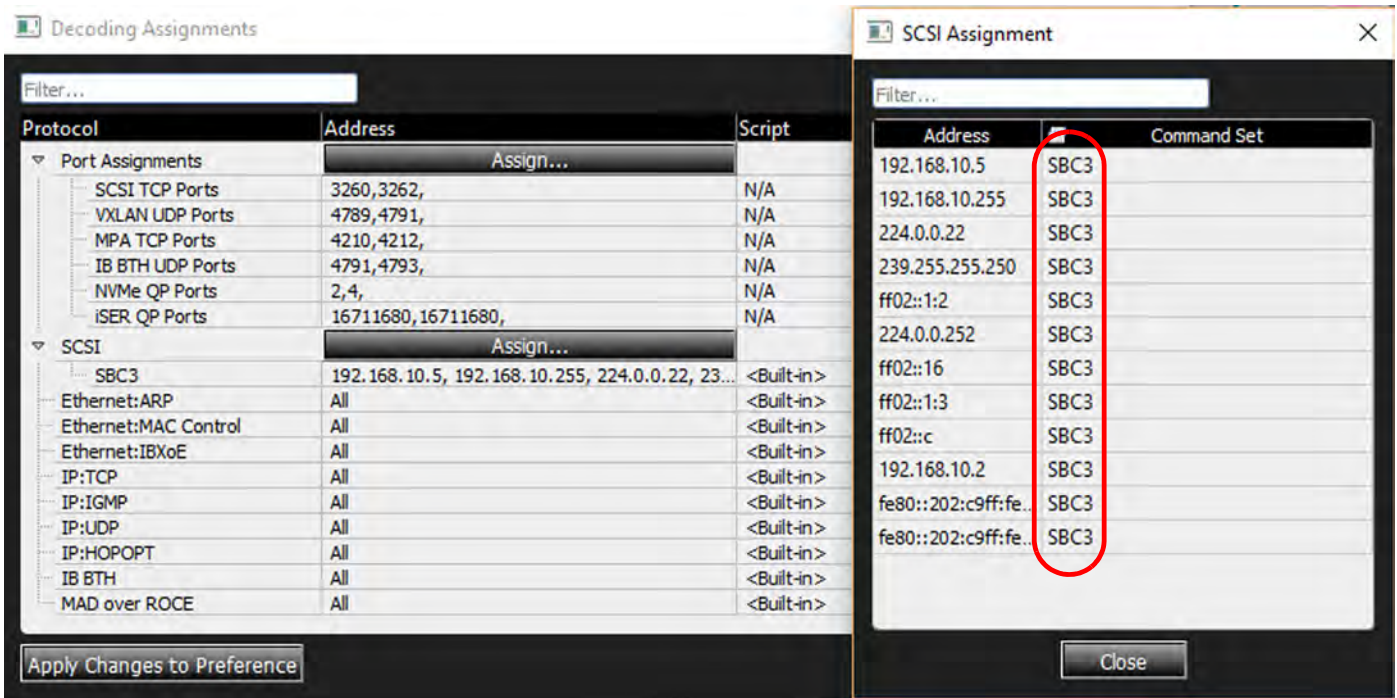 Decoding Assignments
Filter...
Protocol Address Script
Port Assignments Assign...
SCSI TCP Ports 3260,3262, N/A
VXLAN UDP Ports 4789,4791, N/A
MPA TCP Ports 4210,4212, N/A
IB BTH UDP Ports 4791,4793, N/A
NVMe QP Ports 2,4, N/A
iSER QP Ports 16711680,16711680, N/A
SCSI Assign...
SBC3 192.168.10.5, 192.168.10.255, 224.0.0.22, 23... <Built-in>
Ethernet:ARP All <Built-in>
Ethernet:MAC Control All <Built-in>
Ethernet:IBXoE All <Built-in>
IP:TCP All <Built-in>
IP:IGMP All <Built-in>
IP:UDP All <Built-in>
IP:HOPOPT All <Built-in>
IB BTH All <Built-in>
MAD over ROCE All <Built-in>
Apply Changes to Preference
SCSI Assignment
Filter...
Address Command Set
192.168.10.5 SBC3
192.168.10.255 SBC3
224.0.0.22 SBC3
239.255.255.250 SBC3
ff02::1:2 SBC3
224.0.0.252 SBC3
ff02::16 SBC3
ff02::1:3 SBC3
ff02::c SBC3
192.168.10.2 SBC3
fe80::202:c9ff:fe.. SBC3
fe80::202:c9ff:fe.. SBC3
Close